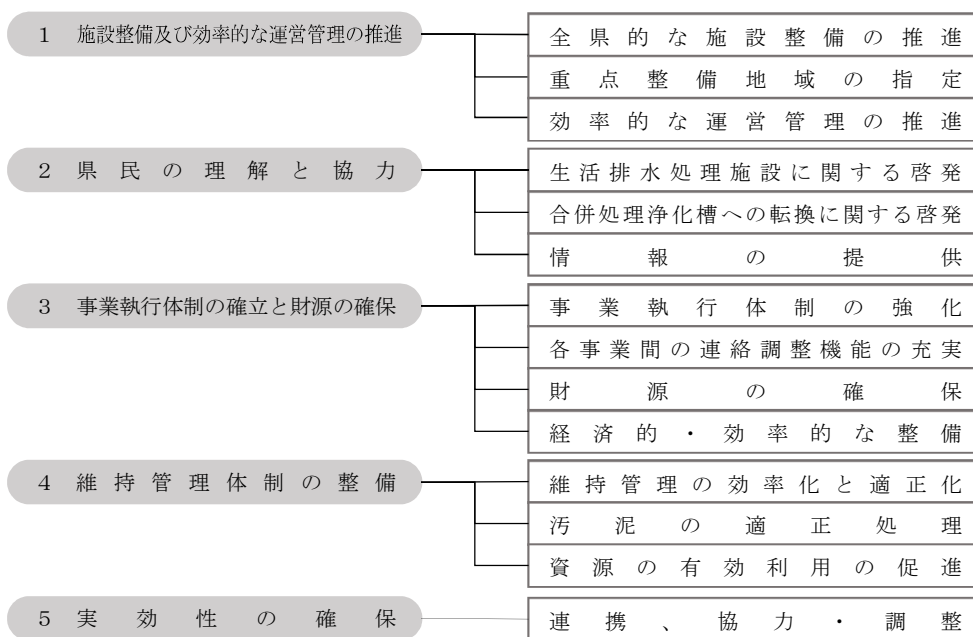 1 施設整備及び効率的な運営管理の推進
全県的な施設整備の推進
重点整備地域の指定
効率的な運営管理の推進
2 県民の理解と協力
生活排水処理施設に関する啓発
合併処理浄化槽への転換に関する啓発
情報の提供
3 事業執行体制の確立と財源の確保
事業執行体制の強化
各事業間の連絡調整機能の充実
財源の確保
経済的・効率的な整備
4 維持管理体制の整備
維持管理の効率化と適正化
汚泥の適正処理
資源の有効利用の促進
5 実効性の確保
連携、協力・調整